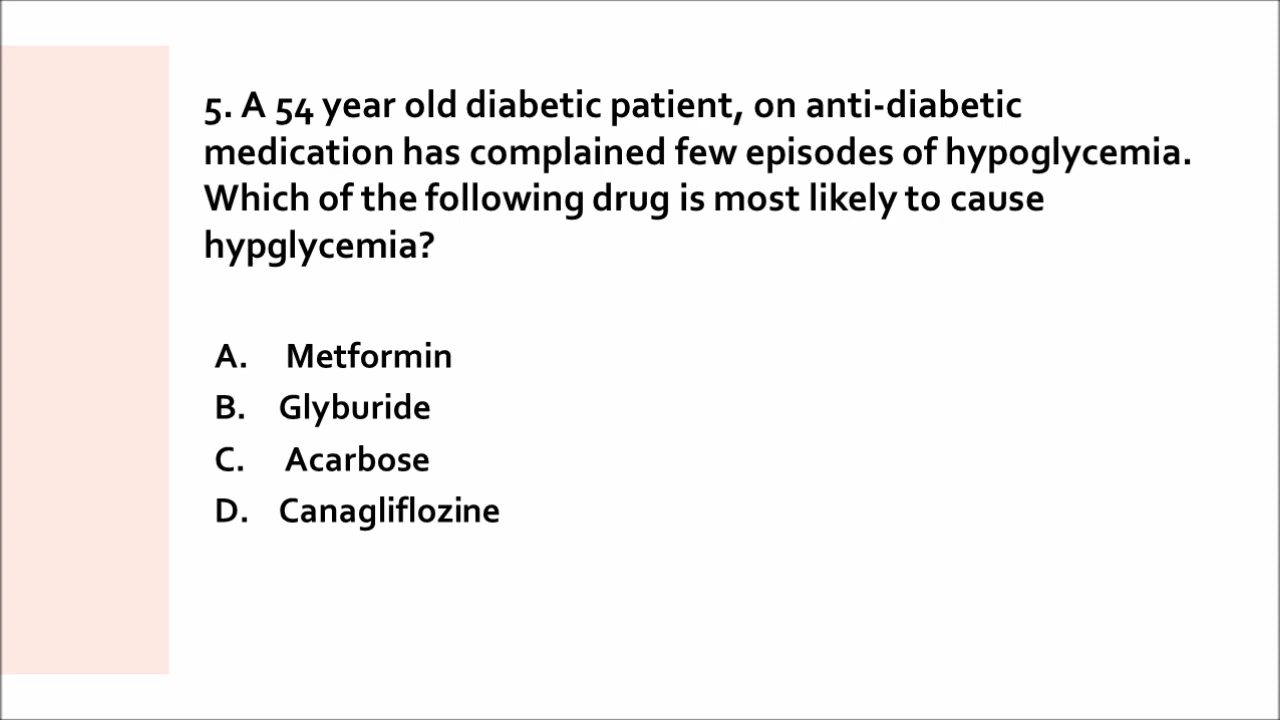 5. A 54 year old diabetic patient, on anti-diabetic
medication has complained few episodes of hypoglycemia.
Which of the following drug is most likely to cause
hypglycemia?
A. Metformin
B. Glyburide
C. Acarbose
D. Canagliflozine